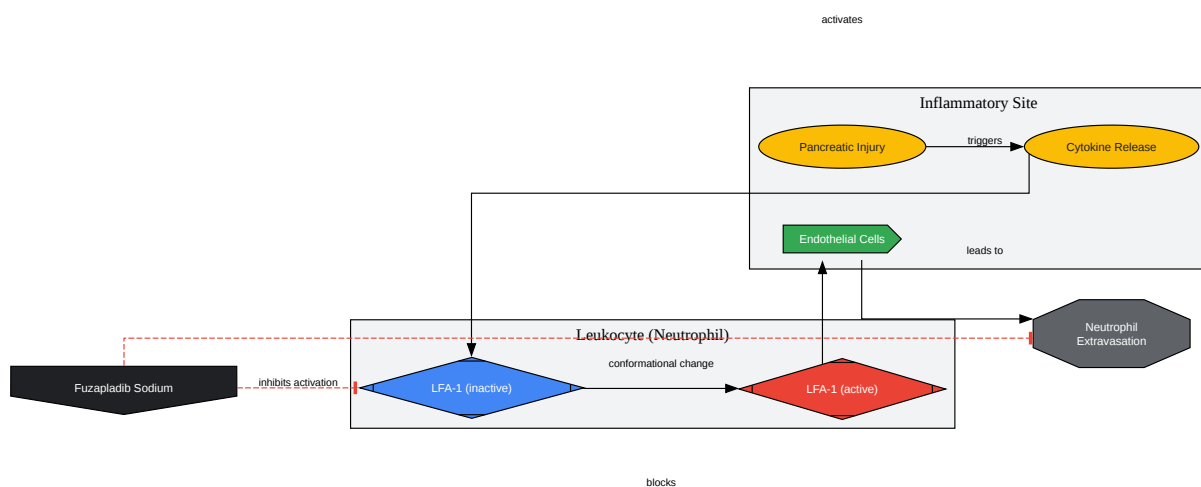 activates
Inflammatory Site
Pancreatic Injury
triggers
Cytokine Release
Endothelial Cells
leads to
Leukocyte (Neutrophil)
Neutrophil
Extravasation
conformational change
Fuzapladib Sodium
inhibits activation
LFA-1 (inactive)
LFA-1 (active)
blocks